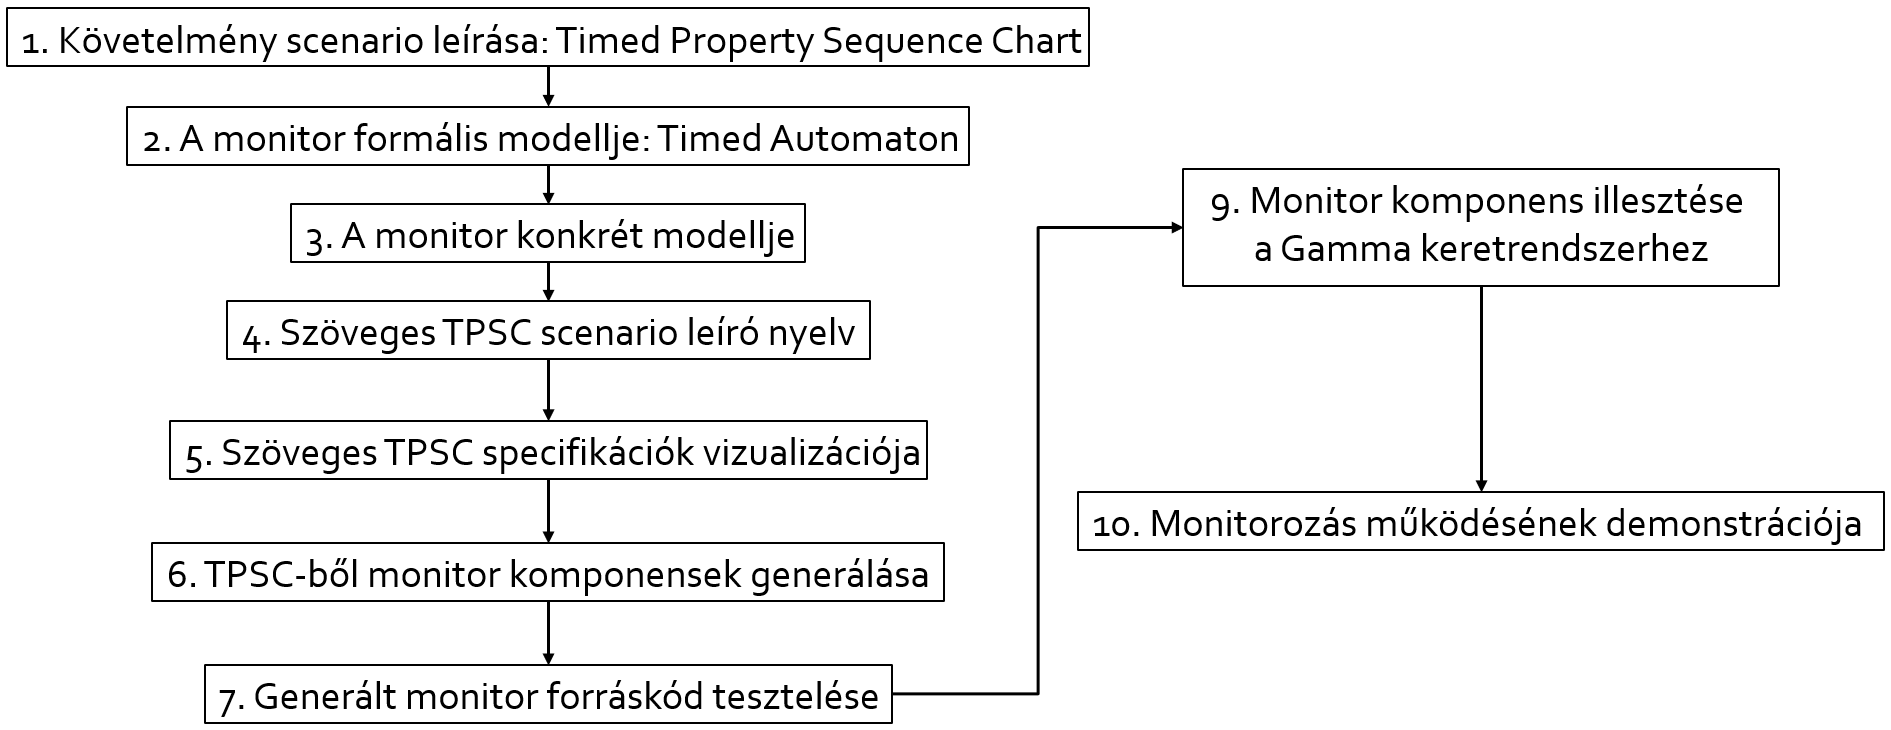 1. Követelmény scenario leírása: Timed Property Sequence Chart
2. A monitor formális modellje: Timed Automaton
3. A monitor konkrét modellje
4. Szöveges TPSC scenario leíró nyelv
5. Szöveges TPSC specifikációk vizualizációja
6. TPSC-ből monitor komponensek generálása
7. Generált monitor forráskód tesztelése
9. Monitor komponens illesztése
a Gamma keretrendszerhez
10. Monitorozás működésének demonstrációja